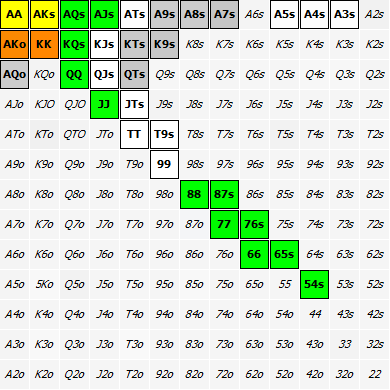 AA AKs AQs AJs ATs A9s A8s A7s A6s A5s A4s A3s A2s
AKo KK KQs KJs KTs K9s K8s K7s K6s K5s K4s K3s K2s
AQo KQo QQ QJs QTs Q9s Q8s Q7s Q6s Q5s Q4s Q3s Q2s
AJo KJO QJO JJ JTs J9s J8s J7s J6s J5s J4s J3s J2s
ATo KTo QTO JTo TT T9s T8s T7s T6s T5s T4s T3s T2s
A9o K9o Q9o J9o T9o 99 98s 97s 96s 95s 94s 93s 92s
A8o K8o Q8o J8o T8o 98o 88 87s 86s 85s 84s 83s 82s
A7o K7o Q7o J7o T7o 97o 87o 77 76s 75s 74s 73s 72s
A6o K6o Q6o J6o T6o 96o 86o 76o 66 65s 64s 63s 62s
A5o 5Ko Q5o J5o T5o 95o 85o 75o 65o 55 54s 53s 52s
A4o K4o Q4o J4o T4o 94o 84o 74o 64o 54o 44 43s 42s
A3o K3o Q3o J3o T3o 93o 83o 73o 63o 53o 43o 33 32s
A2o K2o Q2o J2o T2o 92o 82o 72o 62o 52o 42o 32o 22